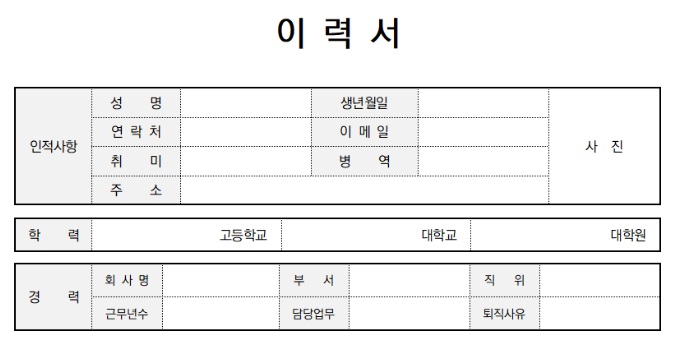 이 력 서
인적사항
성 명
생년월일
사 진
연 락 처
이 메 일
취 미
병 역
주 소
학 력
고등학교
대학교
대학원
경 력
회 사 명
부 서
직 위
근무년수
담당업무
퇴직사유